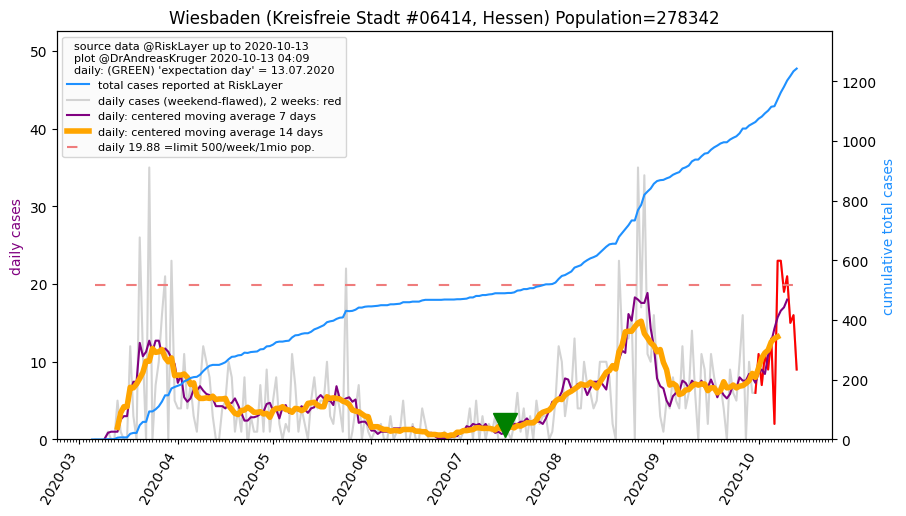 Wiesbaden (Kreisfreie Stadt #06414, Hessen) Population=278342
source data @RiskLayer up to 2020-10-13
plot @DrAndreasKruger 2020-10-13 04:09
daily: (GREEN) 'expectation day' = 13.07.2020
total cases reported at RiskLayer
daily cases (weekend-flawed), 2 weeks: red
daily: centered moving average 7 days
daily: centered moving average 14 days
daily 19.88 =limit 500/week/1mio pop.
daily cases
50
40
30
20
10
0
cumulative total cases
1200
1000
800
600
400
200
0
2020-03
2020-04
2020-05
2020-06
2020-07
2020-08
2020-09
2020-10